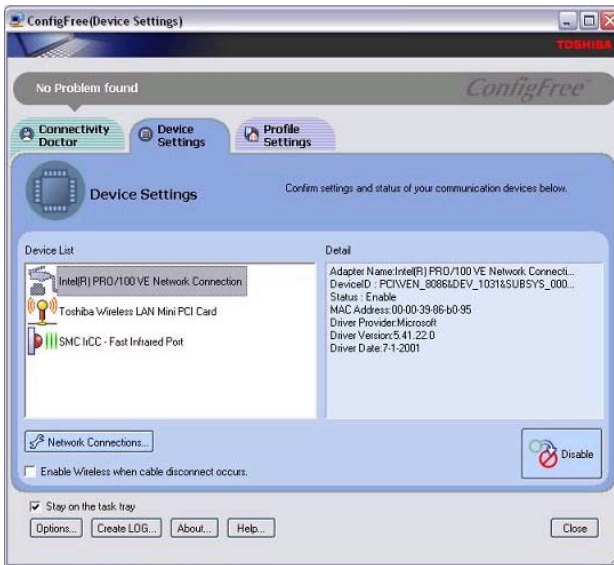 ConfigFree(Device Settings)
TOSHIBA
No Problem found
ConfigFree
Connectivity
Doctor
Device
Settings
Profile
Settings
Device Settings
Confirm settings and status of your communication devices below.
Device List
Intel(R) PRO/100 VE Network Connection
Toshiba Wireless LAN Mini PCI Card
SMC IrCC - Fast Infrared Port
Detail
Adapter Name:Intel(R) PRO/100 VE Network Connecti...
DeviceID : PCI\VEN_8086&DEV_1031&SUBSYS_000...
Status : Enable
MAC Address:00-00-39-86-b0-95
Driver Provider:Microsoft
Driver Version:5.41.22.0
Driver Date:7-1-2001
Network Connections...
Disable
Enable Wireless when cable disconnect occurs.
Stay on the task tray
Options...
Create LOG...
About...
Help...
Close